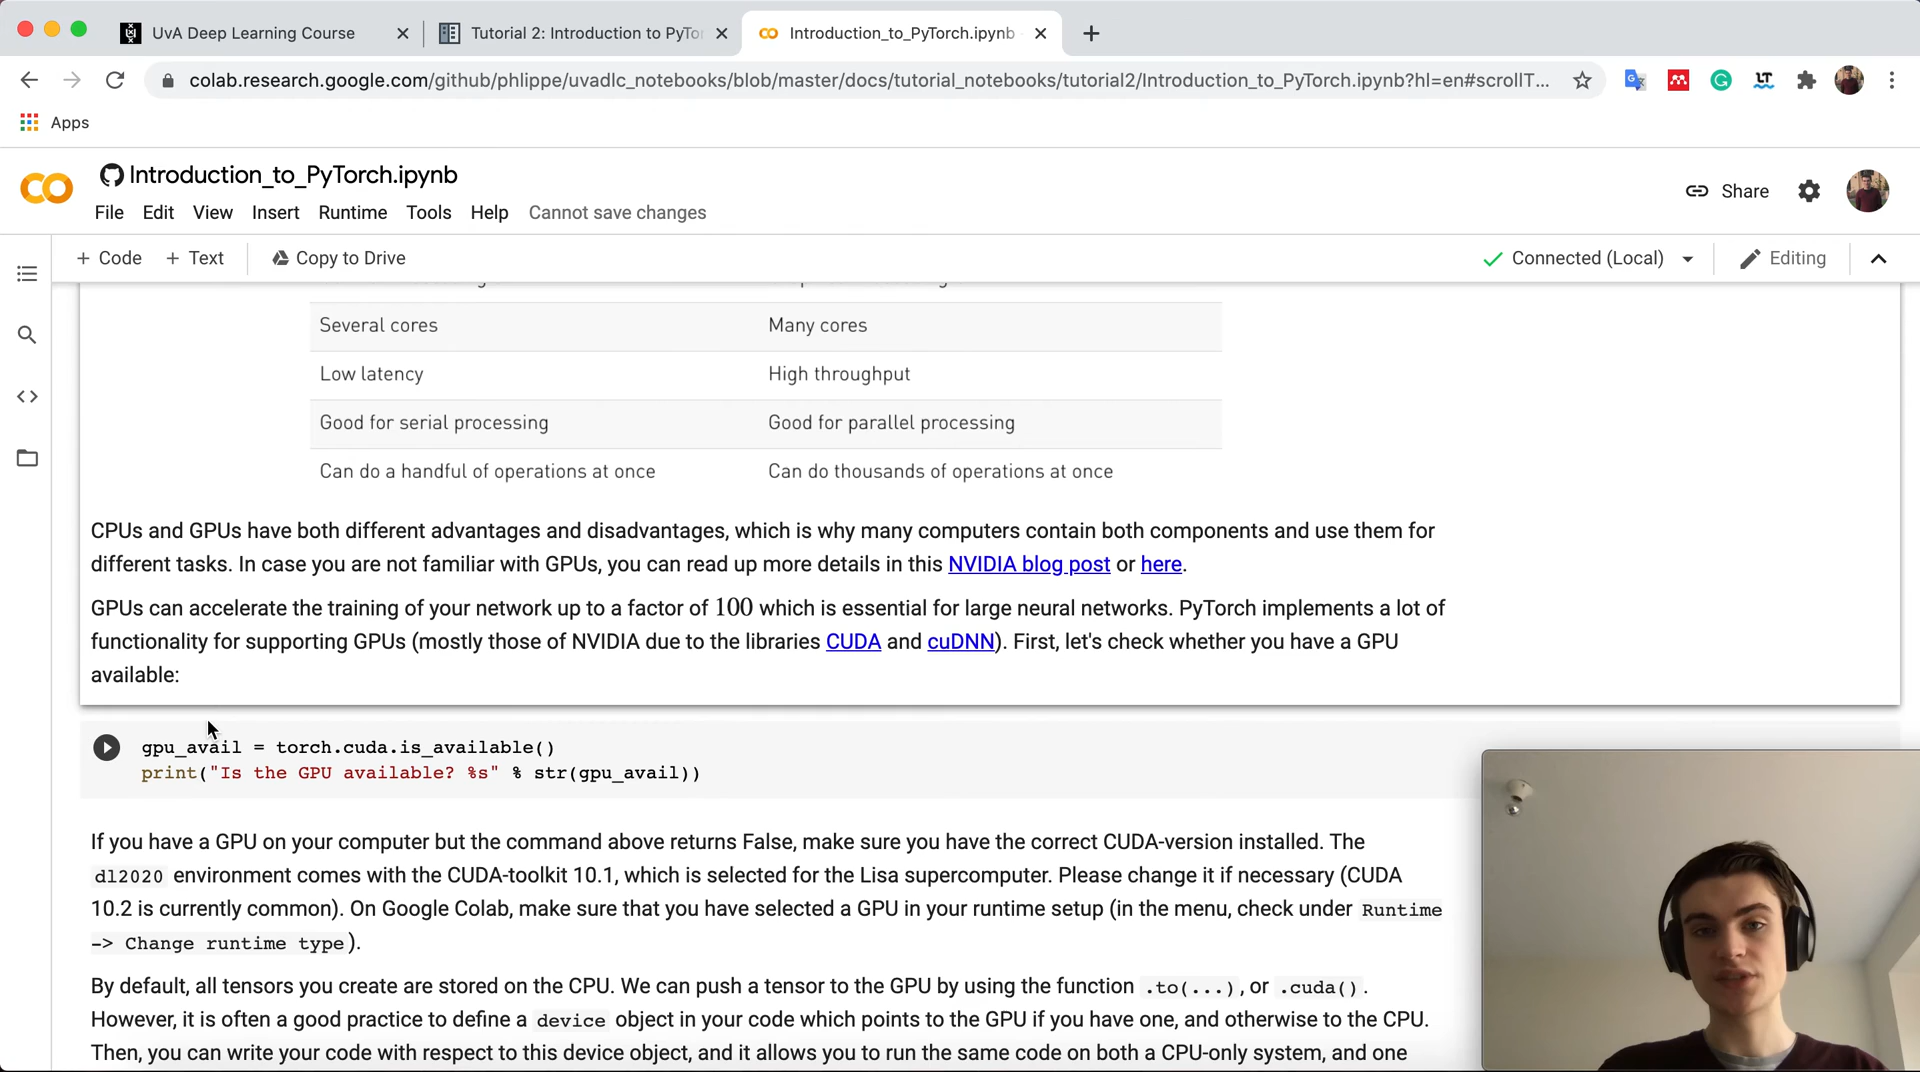 UvA Deep Learning Course
Tutorial 2: Introduction to PyTo
Introduction_to_PyTorch.ipynb
colab.research.google.com/github/phlippe/uvadlc_notebooks/blob/master/docs/tutorial_notebooks/tutorial2/Introduction_to_PyTorch.ipynb?hl=en#scrollT...
Apps
Introduction_to_PyTorch.ipynb
File Edit View Insert Runtime Tools Help Cannot save changes
Share
+ Code + Text Copy to Drive
Connected (Local) Editing
Several cores Many cores
Low latency High throughput
Good for serial processing Good for parallel processing
Can do a handful of operations at once Can do thousands of operations at once
CPUs and GPUs have both different advantages and disadvantages, which is why many computers contain both components and use them for
different tasks. In case you are not familiar with GPUs, you can read up more details in this NVIDIA blog post or here.
GPUs can accelerate the training of your network up to a factor of 100 which is essential for large neural networks. PyTorch implements a lot of
functionality for supporting GPUs (mostly those of NVIDIA due to the libraries CUDA and cuDNN). First, let's check whether you have a GPU
available:
gpu_avail = torch.cuda.is_available()
print("Is the GPU available? %s" % str(gpu_avail))
If you have a GPU on your computer but the command above returns False, make sure you have the correct CUDA-version installed. The
dl2020 environment comes with the CUDA-toolkit 10.1, which is selected for the Lisa supercomputer. Please change it if necessary (CUDA
10.2 is currently common). On Google Colab, make sure that you have selected a GPU in your runtime setup (in the menu, check under Runtime
-> Change runtime type).
By default, all tensors you create are stored on the CPU. We can push a tensor to the GPU by using the function .to(...), or .cuda().
However, it is often a good practice to define a device object in your code which points to the GPU if you have one, and otherwise to the CPU.
Then, you can write your code with respect to this device object, and it allows you to run the same code on both a CPU-only system, and one